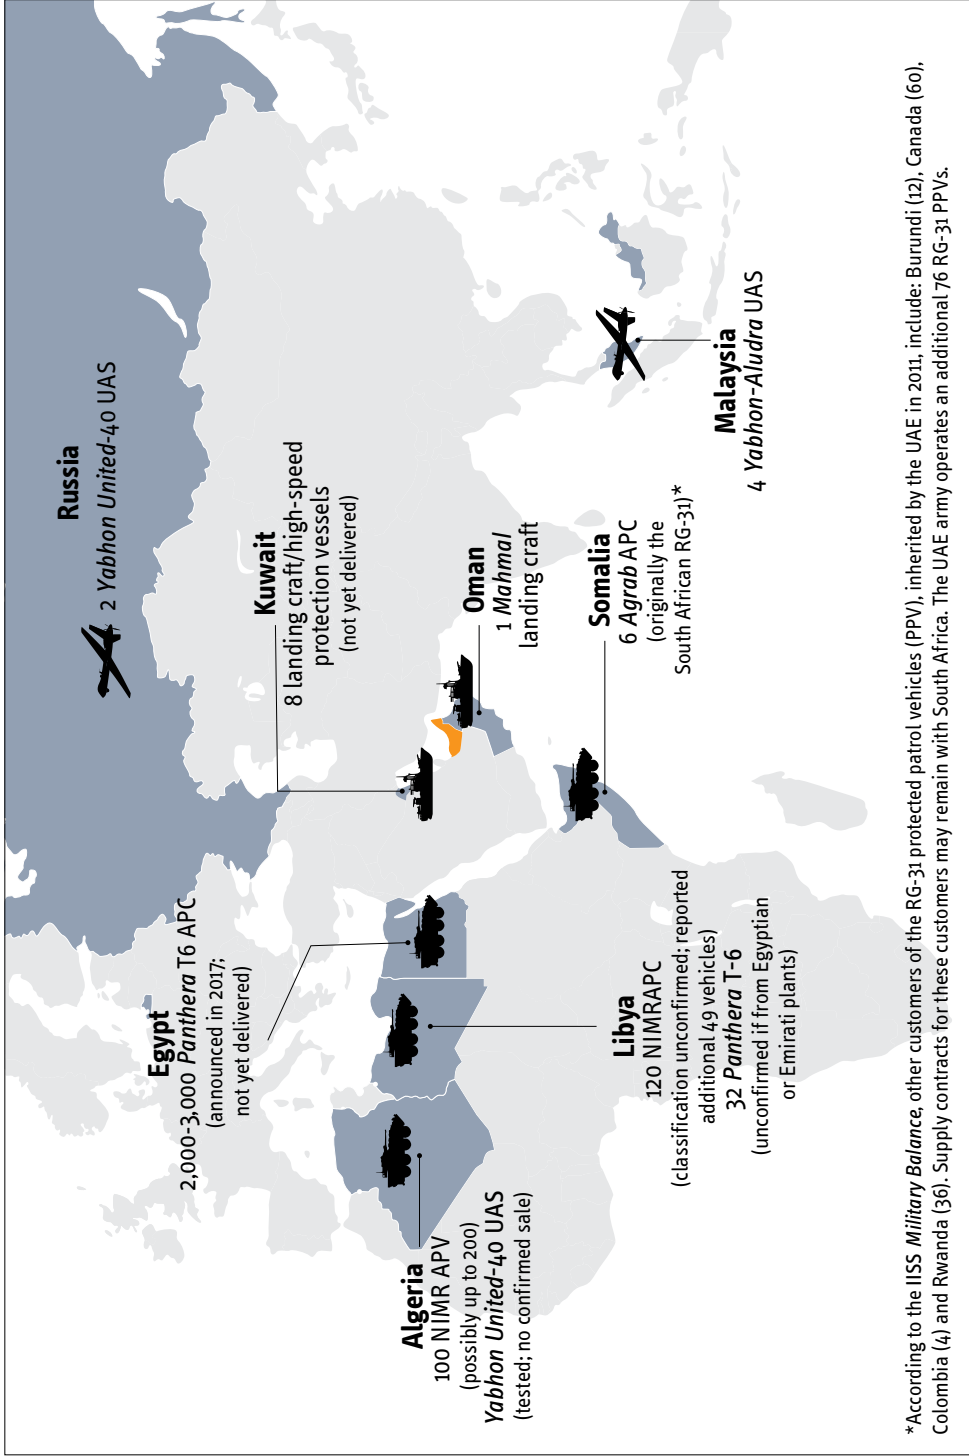 Russia
2 Yabhon United-40 UAS
Kuwait
8 landing craft/high-speed
protection vessels
(not yet delivered)
Egypt
2,000-3,000 Panthera T6 APC
(announced in 2017;
not yet delivered)
Oman
1 Mahmal
landing craft
Malaysia
4 Yabhon-Aludra UAS
Algeria
100 NIMR APV
(possibly up to 200)
Yabhon United-40 UAS
(tested; no confirmed sale)
Libya
120 NIMRAPC
(classification unconfirmed; reported
additional 49 vehicles)
32 Panthera T-6
(unconfirmed if from Egyptian
or Emirati plants)
Somalia
6 Agrab APC
(originally the
South African RG-31)*
*According to the IISS Military Balance, other customers of the RG-31 protected patrol vehicles (PPV), inherited by the UAE in 2011, include: Burundi (12), Canada (60),
Colombia (4) and Rwanda (36). Supply contracts for these customers may remain with South Africa. The UAE army operates an additional 76 RG-31 PPVs.